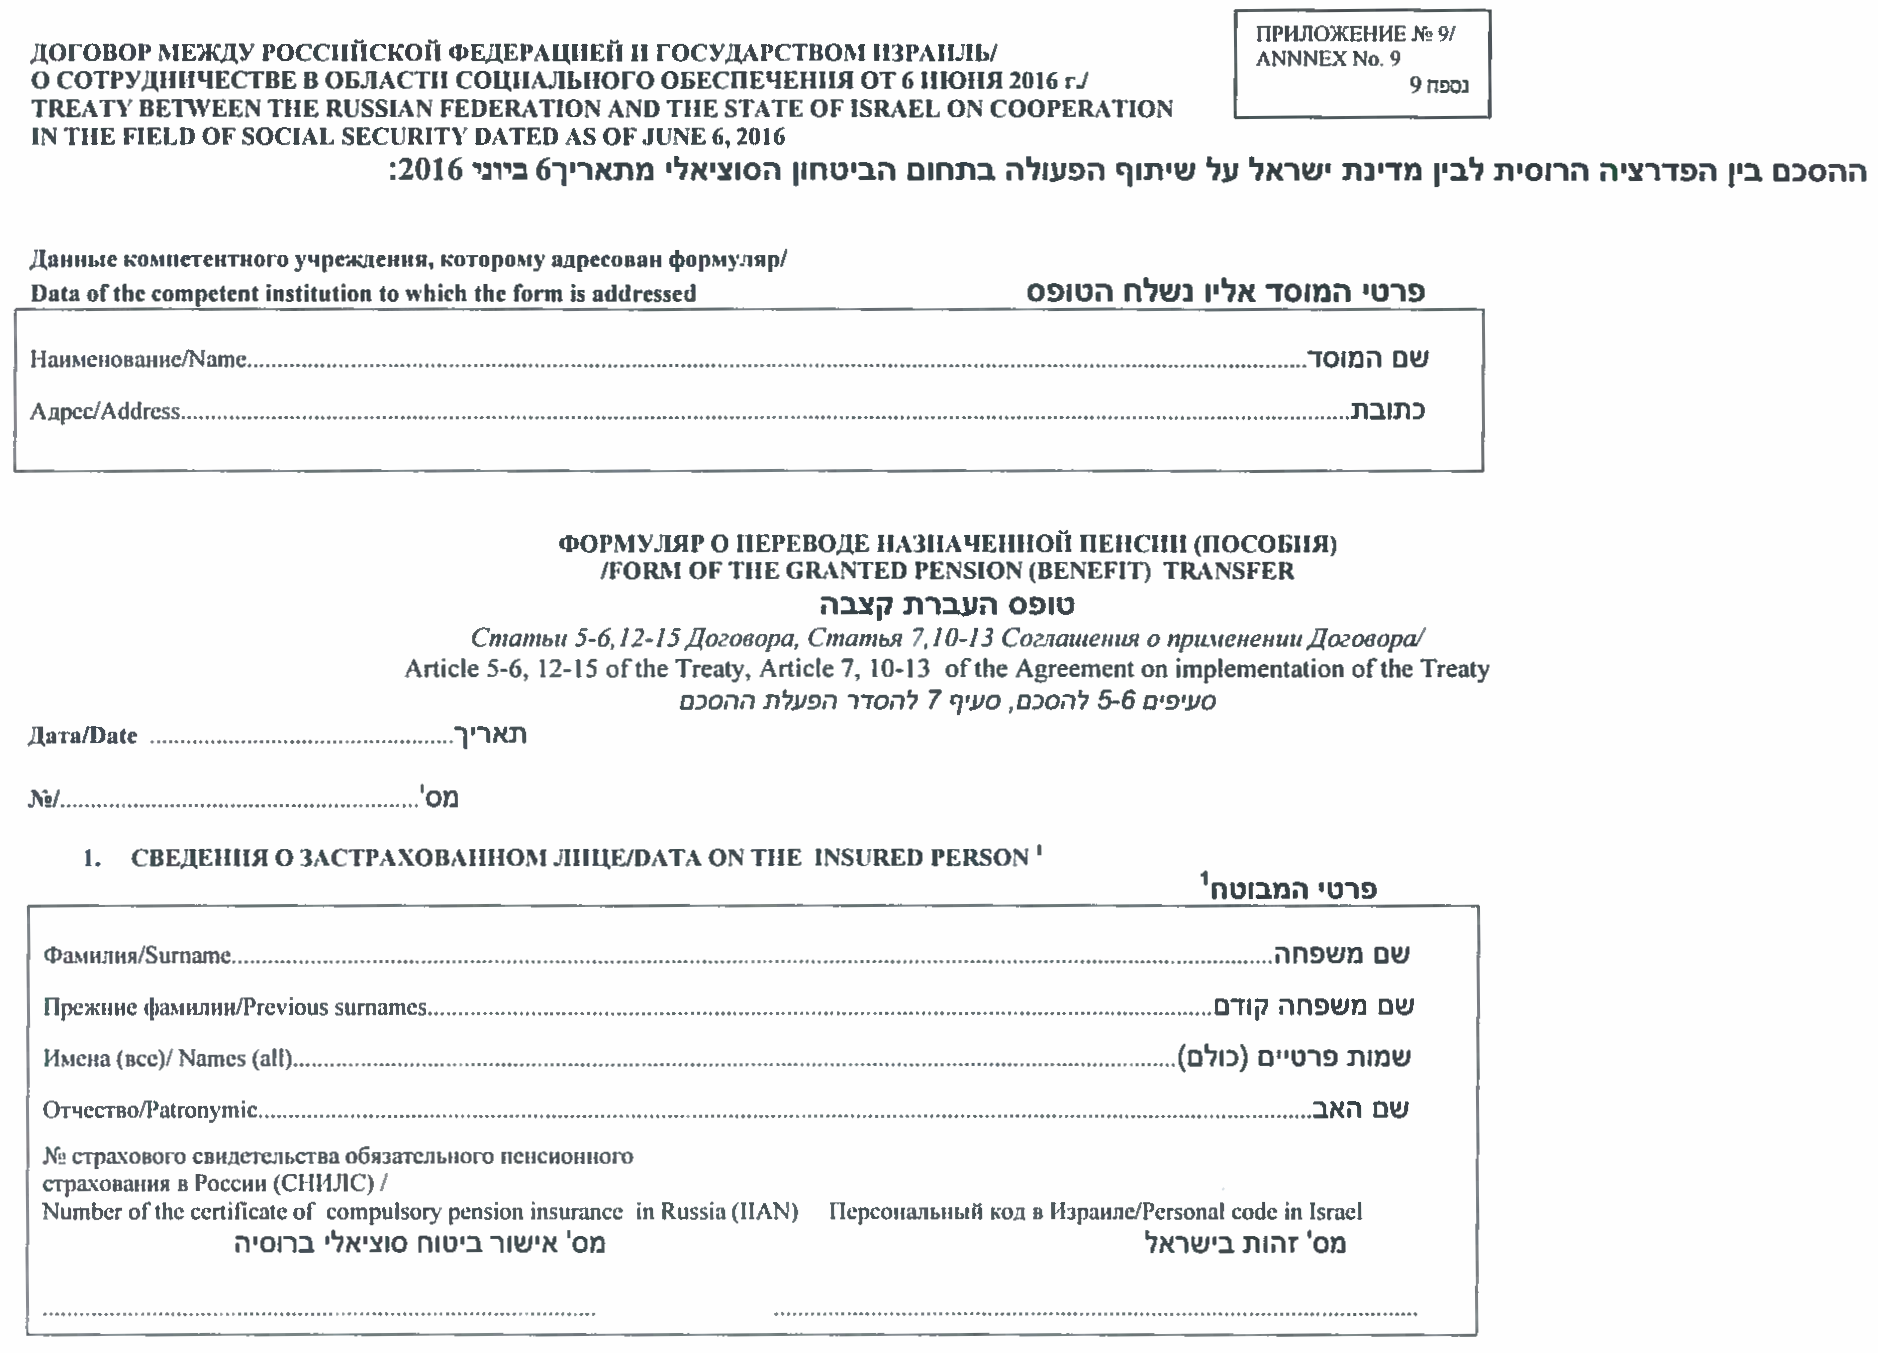 ПРИЛОЖЕНИЕ № 9/
ANNNEX No. 9
נספח 9
ДОГОВОР МЕЖДУ РОССИЙСКОЙ ФЕДЕРАЦИЕЙ И ГОСУДАРСТВОМ ИЗРАИЛЬ/
О СОТРУДНИЧЕСТВЕ В ОБЛАСТИ СОЦИАЛЬНОГО ОБЕСПЕЧЕНИЯ ОТ 6 ИЮНЯ 2016 г./
TREATY BETWEEN THE RUSSIAN FEDERATION AND THE STATE OF ISRAEL ON COOPERATION
IN THE FIELD OF SOCIAL SECURITY DATED AS OF JUNE 6, 2016
ההסכם בין הפדרציה הרוסית לבין מדינת ישראל על שיתוף הפעולה בתחום הביטחון הסוציאלי מתאריך6 ביוני 2016:
Данные компетентного учреждения, которому адресован формуляр/
Data of the competent institution to which the form is addressed פרטי המוסד אליו נשלח הטופס
Наименование/Name..........שם המוסד
Адрес/Address..........כתובת
ФОРМУЛЯР О ПЕРЕВОДЕ НАЗНАЧЕННОЙ ПЕНСИИ (ПОСОБИЯ)
/FORM OF THE GRANTED PENSION (BENEFIT) TRANSFER
טופס העברת קצבה
Статьи 5-6,12-15 Договора, Статья 7,10-13 Соглашения о применении Договора/
Article 5-6, 12-15 of the Treaty, Article 7, 10-13 of the Agreement on implementation of the Treaty
סעיפים 5-6 להסכם, סעיף 7 להסדר הפעלת ההסכם
Дата/Date ..........תאריך
№/..........מס'
1. СВЕДЕНИЯ О ЗАСТРАХОВАННОМ ЛИЦЕ/DATA ON THE INSURED PERSON ¹
פרטי המבוטח¹
Фамилия/Surname..........שם משפחה
Прежние фамилии/Previous surnames..........שם משפחה קודם
Имена (все)/ Names (all)..........שמות פרטיים (כולם)
Отчество/Patronymic..........שם האב
№ страхового свидетельства обязательного пенсионного
страхования в России (СНИЛС) /
Number of the certificate of compulsory pension insurance in Russia (IIAN) Персональный код в Израиле/Personal code in Israel
מס' אישור ביטוח סוציאלי ברוסיה מס' זהות בישראל
.......... ..........